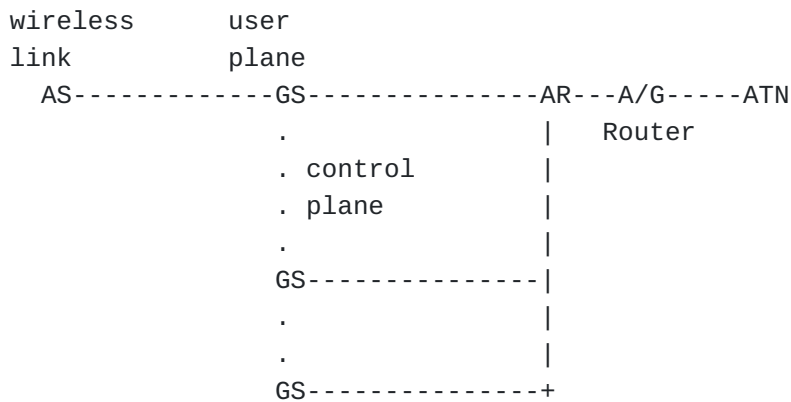 wireless      user
link          plane
  AS-------------GS---------------AR---A/G-----ATN
                 .                |   Router
                 . control        |
                 . plane          |
                 .                |
                 GS---------------|
                 .                |
                 .                |
                 GS---------------+